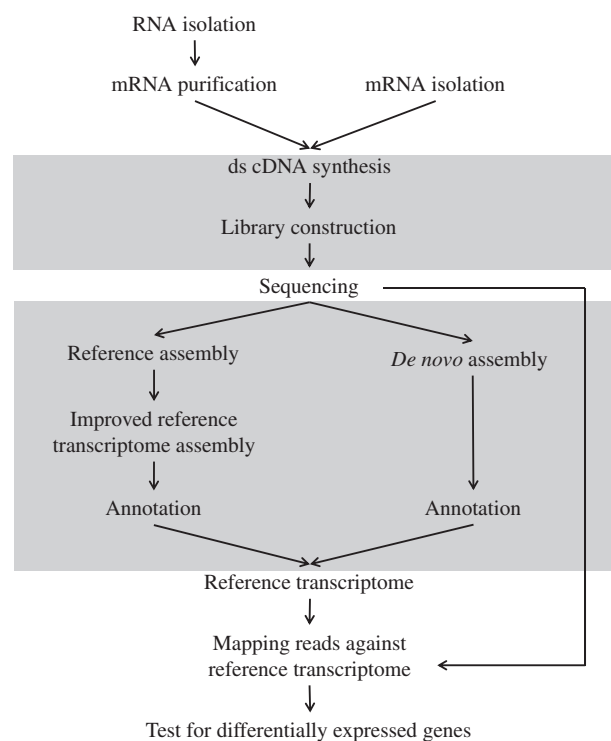 RNA isolation
mRNA purification
mRNA isolation
ds cDNA synthesis
Library construction
Sequencing
Reference assembly
De novo assembly
Improved reference
transcriptome assembly
Annotation
Annotation
Reference transcriptome
Mapping reads against
reference transcriptome
Test for differentially expressed genes